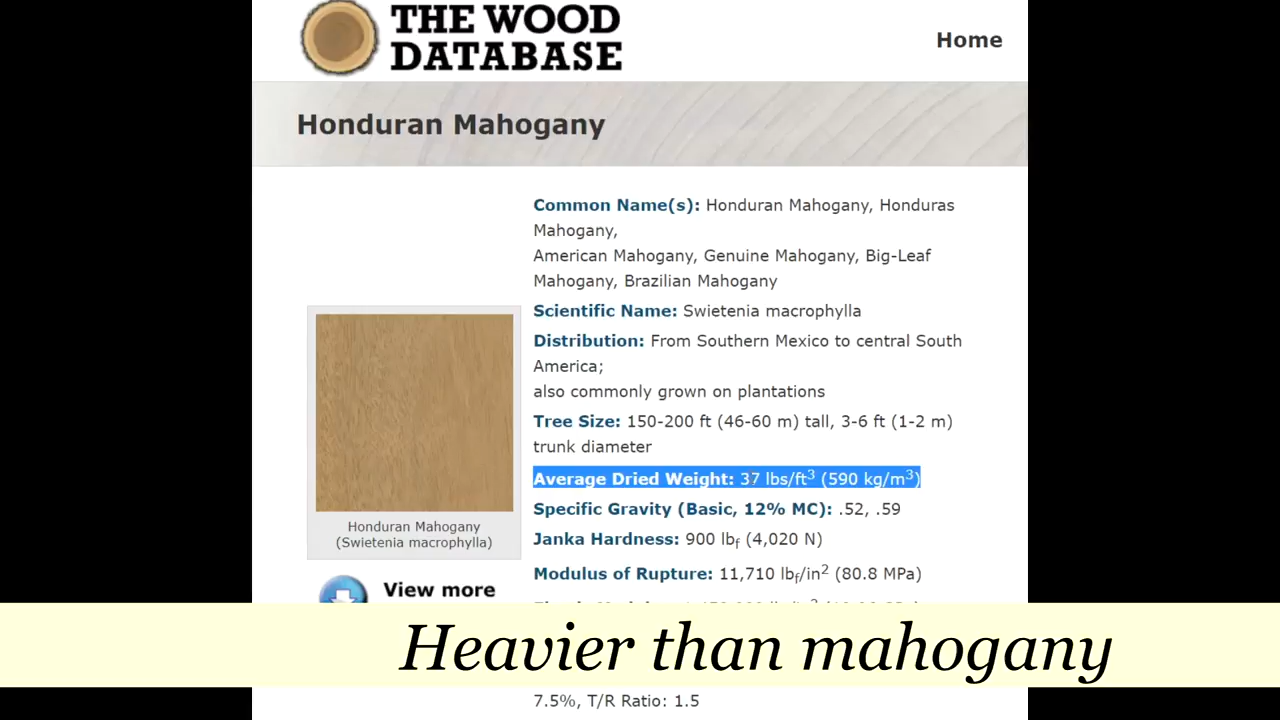 THE WOOD
DATABASE
Home
Honduran Mahogany
Common Name(s): Honduran Mahogany, Honduras
Mahogany,
American Mahogany, Genuine Mahogany, Big-Leaf
Mahogany, Brazilian Mahogany
Scientific Name: Swietenia macrophylla
Distribution: From Southern Mexico to central South
America;
also commonly grown on plantations
Tree Size: 150-200 ft (46-60 m) tall, 3-6 ft (1-2 m)
trunk diameter
Average Dried Weight: 37 lbs/ft³ (590 kg/m³)
Specific Gravity (Basic, 12% MC): .52, .59
Janka Hardness: 900 lbf (4,020 N)
Modulus of Rupture: 11,710 lbf/in² (80.8 MPa)
Honduran Mahogany
(Swietenia macrophylla)
View more
Heavier than mahogany
7.5%, T/R Ratio: 1.5